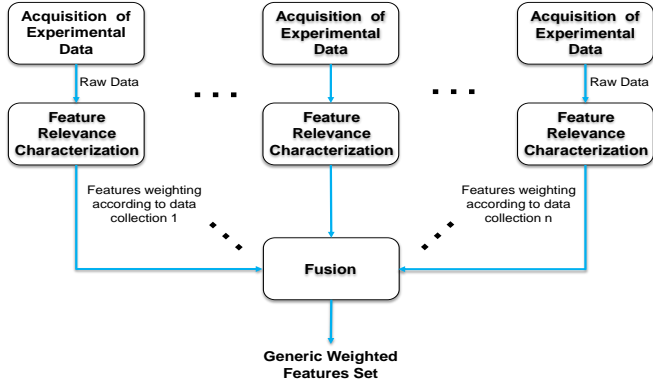 Acquisition of
Experimental
Data
Acquisition of
Experimental
Data
Acquisition of
Experimental
Data
Raw Data
Raw Data
Feature
Relevance
Characterization
Feature
Relevance
Characterization
Feature
Relevance
Characterization
Features weighting
according to data
collection 1
Features weighting
according to data
collection n
Fusion
Generic Weighted
Features Set